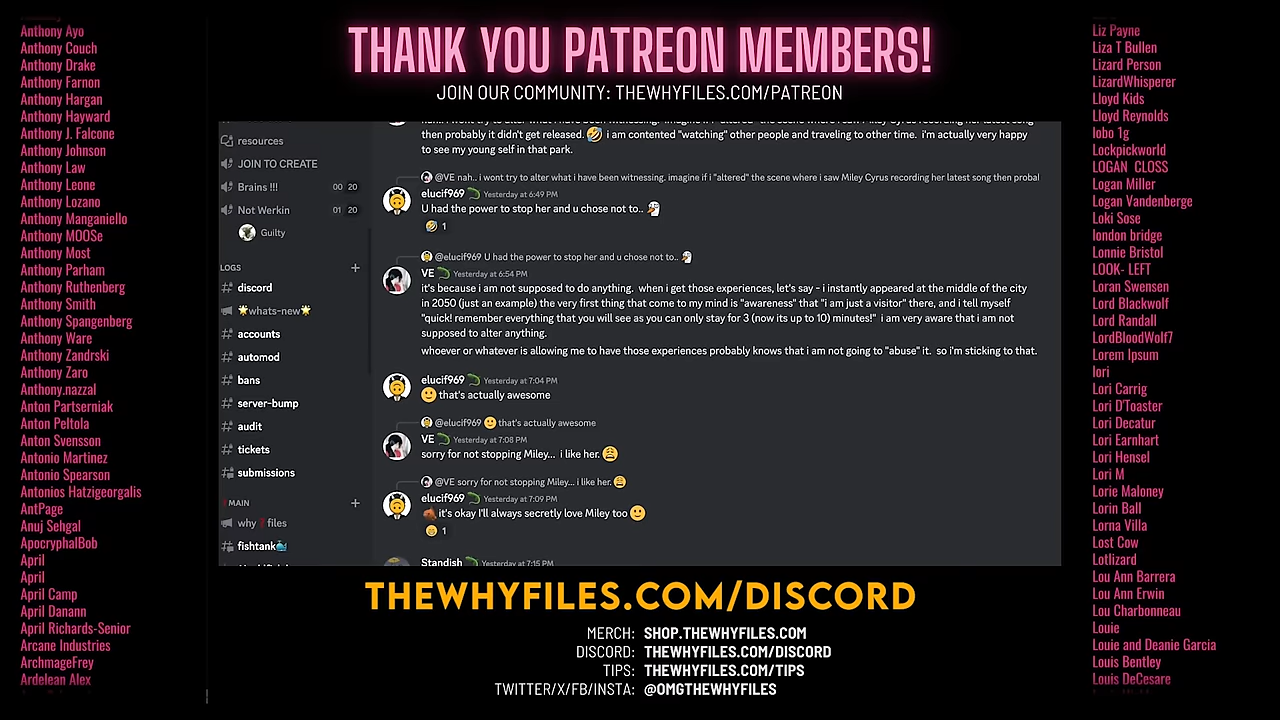 Anthony Ayo
Anthony Couch
Anthony Drake
Anthony Farnon
Anthony Hargan
Anthony Hayward
Anthony J. Falcone
Anthony Johnson
Anthony Law
Anthony Leone
Anthony Lozano
Anthony Manganiello
Anthony MOOSe
Anthony Most
Anthony Parham
Anthony Ruthenberg
Anthony Smith
Anthony Spangenberg
Anthony Ware
Anthony Zandrski
Anthony Zaro
Anthony.nazzal
Anton Partserniak
Anton Peltola
Anton Svensson
Antonio Martinez
Antonio Spearson
Antonios Hatzigeorgalis
AntPage
Anuj Sehgal
ApocryphalBob
April
April
April Camp
April Danann
April Richards-Senior
Arcane Industries
ArchmageFrey
Ardelean Alex
THANK YOU PATREON MEMBERS!
JOIN OUR COMMUNITY: THEWHYFILES.COM/PATREON
resources
JOIN TO CREATE
Brains !!! 00 20
Not Werkin 01 20
Guilty
LOGS +
discord
whats-new
accounts
automod
bans
server-bump
audit
tickets
submissions
MAIN +
why files
fishtank
then probably it didn't get released. 🤣 i am contented "watching" other people and traveling to other time. i'm actually very happy
to see my young self in that park.
@VE nah.. i wont try to alter what i have been witnessing. imagine if i "altered" the scene where i saw Miley Cyrus recording her latest song then probal
elucif969 Yesterday at 6:49 PM
U had the power to stop her and u chose not to..
🤣 1
@elucif969 U had the power to stop her and u chose not to..
VE Yesterday at 6:54 PM
it's because i am not supposed to do anything. when i get those experiences, let's say - i instantly appeared at the middle of the city
in 2050 (just an example) the very first thing that come to my mind is "awareness" that "i am just a visitor" there, and i tell myself
"quick! remember everything that you will see as you can only stay for 3 (now its up to 10) minutes!" i am very aware that i am not
supposed to alter anything.
whoever or whatever is allowing me to have those experiences probably knows that i am not going to "abuse" it. so i'm sticking to that.
elucif969 Yesterday at 7:04 PM
🙂 that's actually awesome
@elucif969 🙂 that's actually awesome
VE Yesterday at 7:08 PM
sorry for not stopping Miley... i like her. 😩
@VE sorry for not stopping Miley... i like her. 😩
elucif969 Yesterday at 7:09 PM
it's okay I'll always secretly love Miley too 🙂
1
Standish Yesterday at 7:15 PM
THEWHYFILES.COM/DISCORD
MERCH: SHOP.THEWHYFILES.COM
DISCORD: THEWHYFILES.COM/DISCORD
TIPS: THEWHYFILES.COM/TIPS
TWITTER/X/FB/INSTA: @OMGTHEWHYFILES
Liz Payne
Liza T Bullen
Lizard Person
LizardWhisperer
Lloyd Kids
Lloyd Reynolds
lobo 1g
Lockpickworld
LOGAN CLOSS
Logan Miller
Logan Vandenberge
Loki Sose
london bridge
Lonnie Bristol
LOOK- LEFT
Loran Swensen
Lord Blackwolf
Lord Randall
LordBloodWolf7
Lorem Ipsum
lori
Lori Carrig
Lori D'Toaster
Lori Decatur
Lori Earnhart
Lori Hensel
Lori M
Lorie Maloney
Lorin Ball
Lorna Villa
Lost Cow
Lotlizard
Lou Ann Barrera
Lou Ann Erwin
Lou Charbonneau
Louie
Louie and Deanie Garcia
Louis Bentley
Louis DeCesare